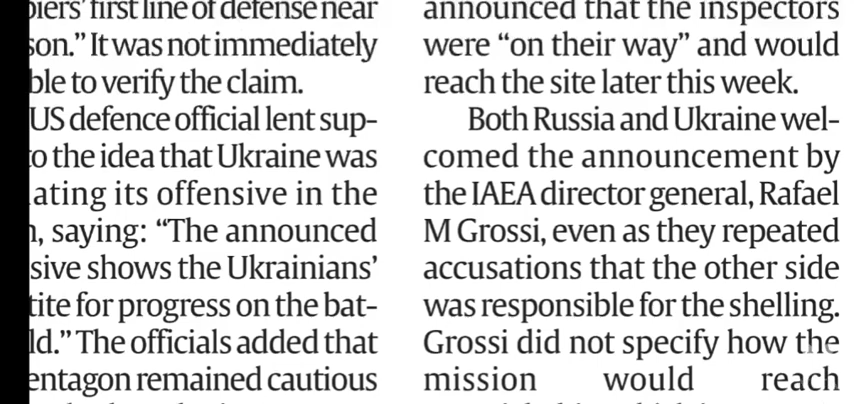 piers' first line of defense near
son." It was not immediately
ble to verify the claim.
US defence official lent sup-
to the idea that Ukraine was
ating its offensive in the
n, saying: "The announced
sive shows the Ukrainians'
tite for progress on the bat-
ld." The officials added that
entagon remained cautious
announced that the inspectors
were "on their way" and would
reach the site later this week.
Both Russia and Ukraine wel-
comed the announcement by
the IAEA director general, Rafael
M Grossi, even as they repeated
accusations that the other side
was responsible for the shelling.
Grossi did not specify how the
mission would reach